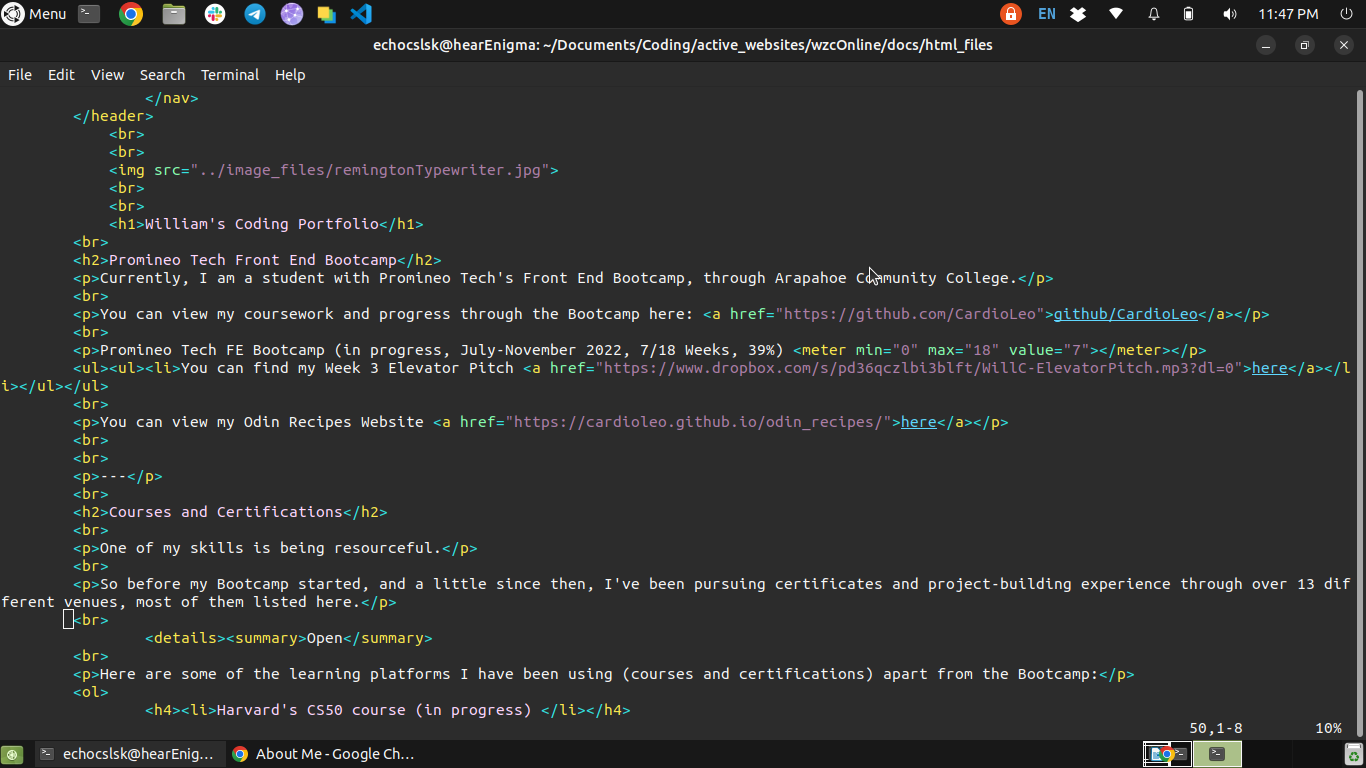 Menu
EN
11:47 PM
echocslsk@hearEnigma: ~/Documents/Coding/active_websites/wzcOnline/docs/html_files
File Edit View Search Terminal Help
</nav>
</header>
<br>
<br>
<img src="../image_files/remingtonTypewriter.jpg">
<br>
<br>
<h1>William's Coding Portfolio</h1>
<br>
<h2>Promineo Tech Front End Bootcamp</h2>
<p>Currently, I am a student with Promineo Tech's Front End Bootcamp, through Arapahoe Community College.</p>
<br>
<p>You can view my coursework and progress through the Bootcamp here: <a href="https://github.com/CardioLeo">github/CardioLeo</a></p>
<br>
<p>Promineo Tech FE Bootcamp (in progress, July-November 2022, 7/18 Weeks, 39%) <meter min="0" max="18" value="7"></meter></p>
<ul><ul><li>You can find my Week 3 Elevator Pitch <a href="https://www.dropbox.com/s/pd36qczlbi3blft/WillC-ElevatorPitch.mp3?dl=0">here</a></l
i></ul></ul>
<br>
<p>You can view my Odin Recipes Website <a href="https://cardioleo.github.io/odin_recipes/">here</a></p>
<br>
<br>
<p>---</p>
<br>
<h2>Courses and Certifications</h2>
<br>
<p>One of my skills is being resourceful.</p>
<br>
<p>So before my Bootcamp started, and a little since then, I've been pursuing certificates and project-building experience through over 13 dif
ferent venues, most of them listed here.</p>
<br>
<details><summary>Open</summary>
<br>
<p>Here are some of the learning platforms I have been using (courses and certifications) apart from the Bootcamp:</p>
<ol>
<h4><li>Harvard's CS50 course (in progress) </li></h4>
50,1-8 10%
echocslsk@hearEnig...
About Me - Google Ch...